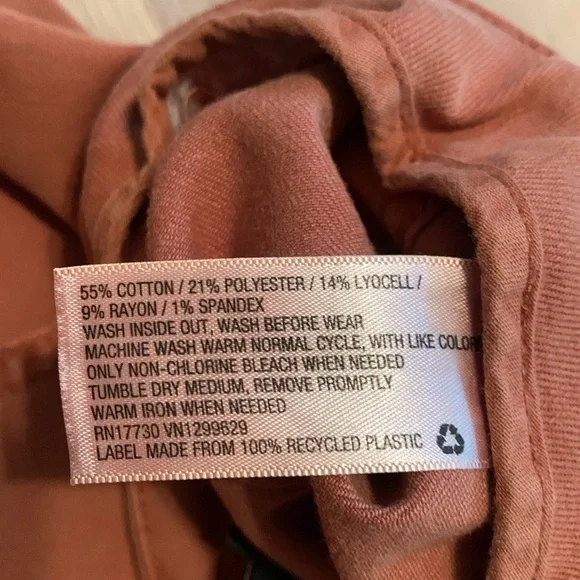 55% COTTON / 21% POLYESTER / 14% LYOCELL /
9% RAYON / 1% SPANDEX
WASH INSIDE OUT, WASH BEFORE WEAR
MACHINE WASH WARM NORMAL CYCLE, WITH LIKE COLORS
ONLY NON-CHLORINE BLEACH WHEN NEEDED
TUMBLE DRY MEDIUM, REMOVE PROMPTLY
WARM IRON WHEN NEEDED
RN17730 VN1299629
LABEL MADE FROM 100% RECYCLED PLASTIC